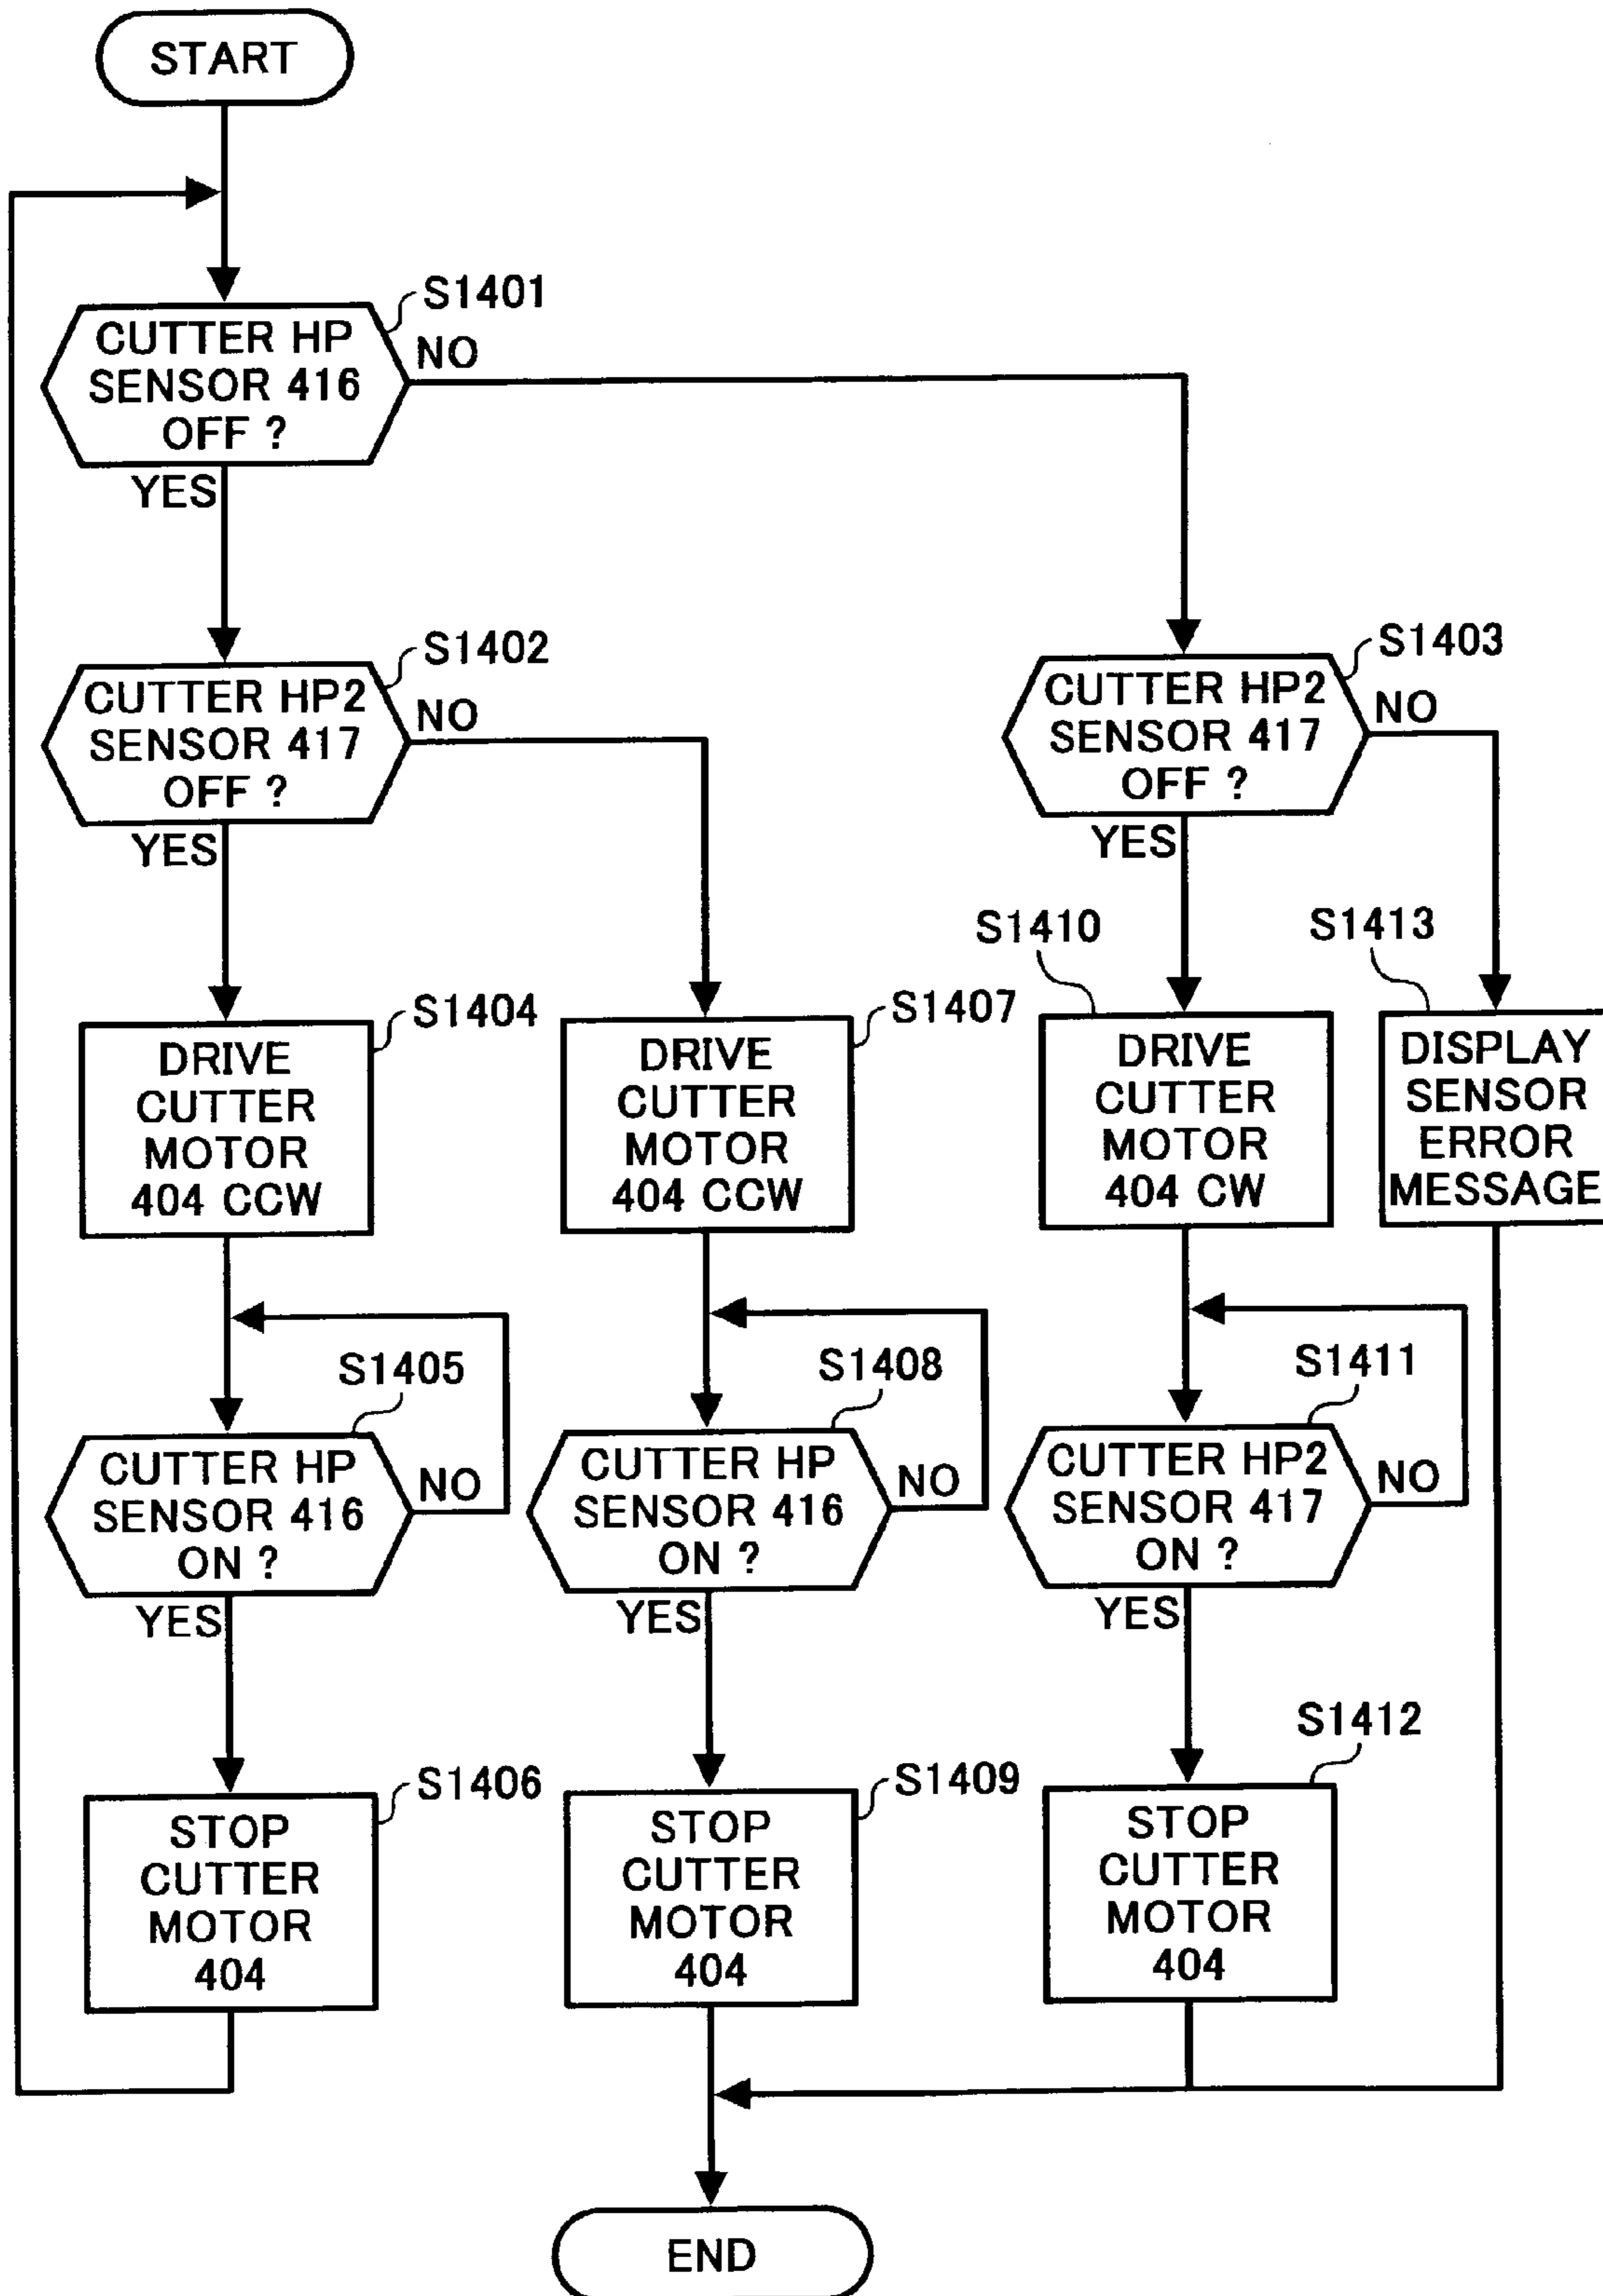 START
S1401
CUTTER HP
SENSOR 416
OFF ?
NO
YES
S1402
CUTTER HP2
SENSOR 417
OFF ?
NO
YES
S1403
CUTTER HP2
SENSOR 417
OFF ?
NO
YES
S1404
DRIVE
CUTTER
MOTOR
404 CCW
S1407
DRIVE
CUTTER
MOTOR
404 CCW
S1410
DRIVE
CUTTER
MOTOR
404 CW
S1413
DISPLAY
SENSOR
ERROR
MESSAGE
S1405
CUTTER HP
SENSOR 416
ON ?
NO
YES
S1408
CUTTER HP
SENSOR 416
ON ?
NO
YES
S1411
CUTTER HP2
SENSOR 417
ON ?
NO
YES
S1406
STOP
CUTTER
MOTOR
404
S1409
STOP
CUTTER
MOTOR
404
S1412
STOP
CUTTER
MOTOR
404
END